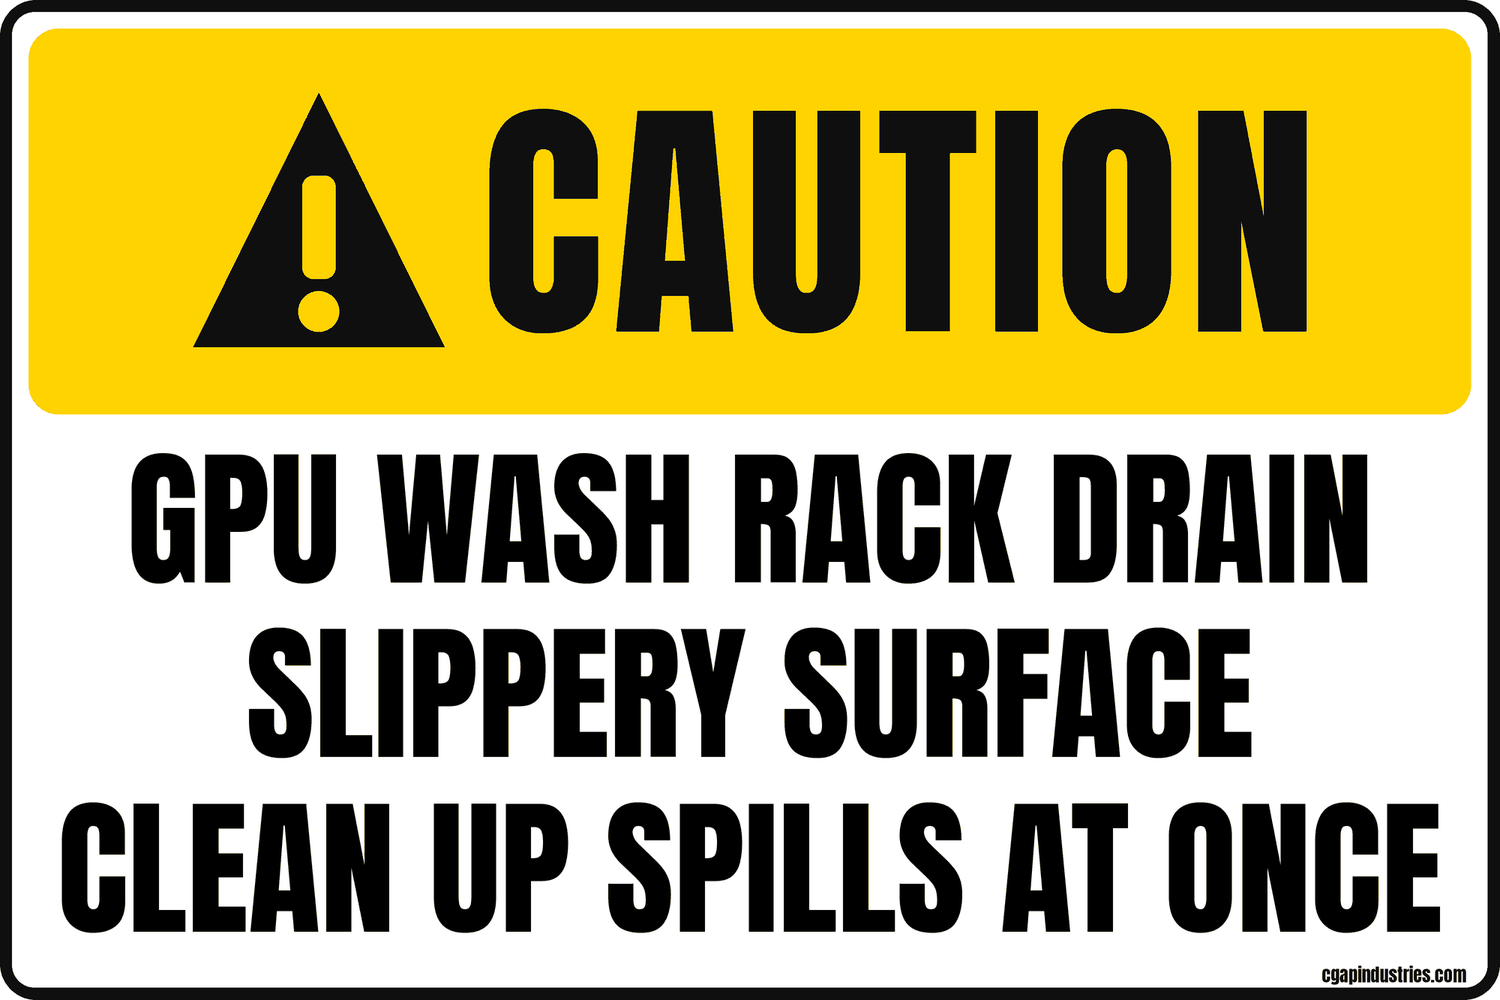 CAUTION
GPU WASH RACK DRAIN
SLIPPERY SURFACE
CLEAN UP SPILLS AT ONCE
cgapindustries.com